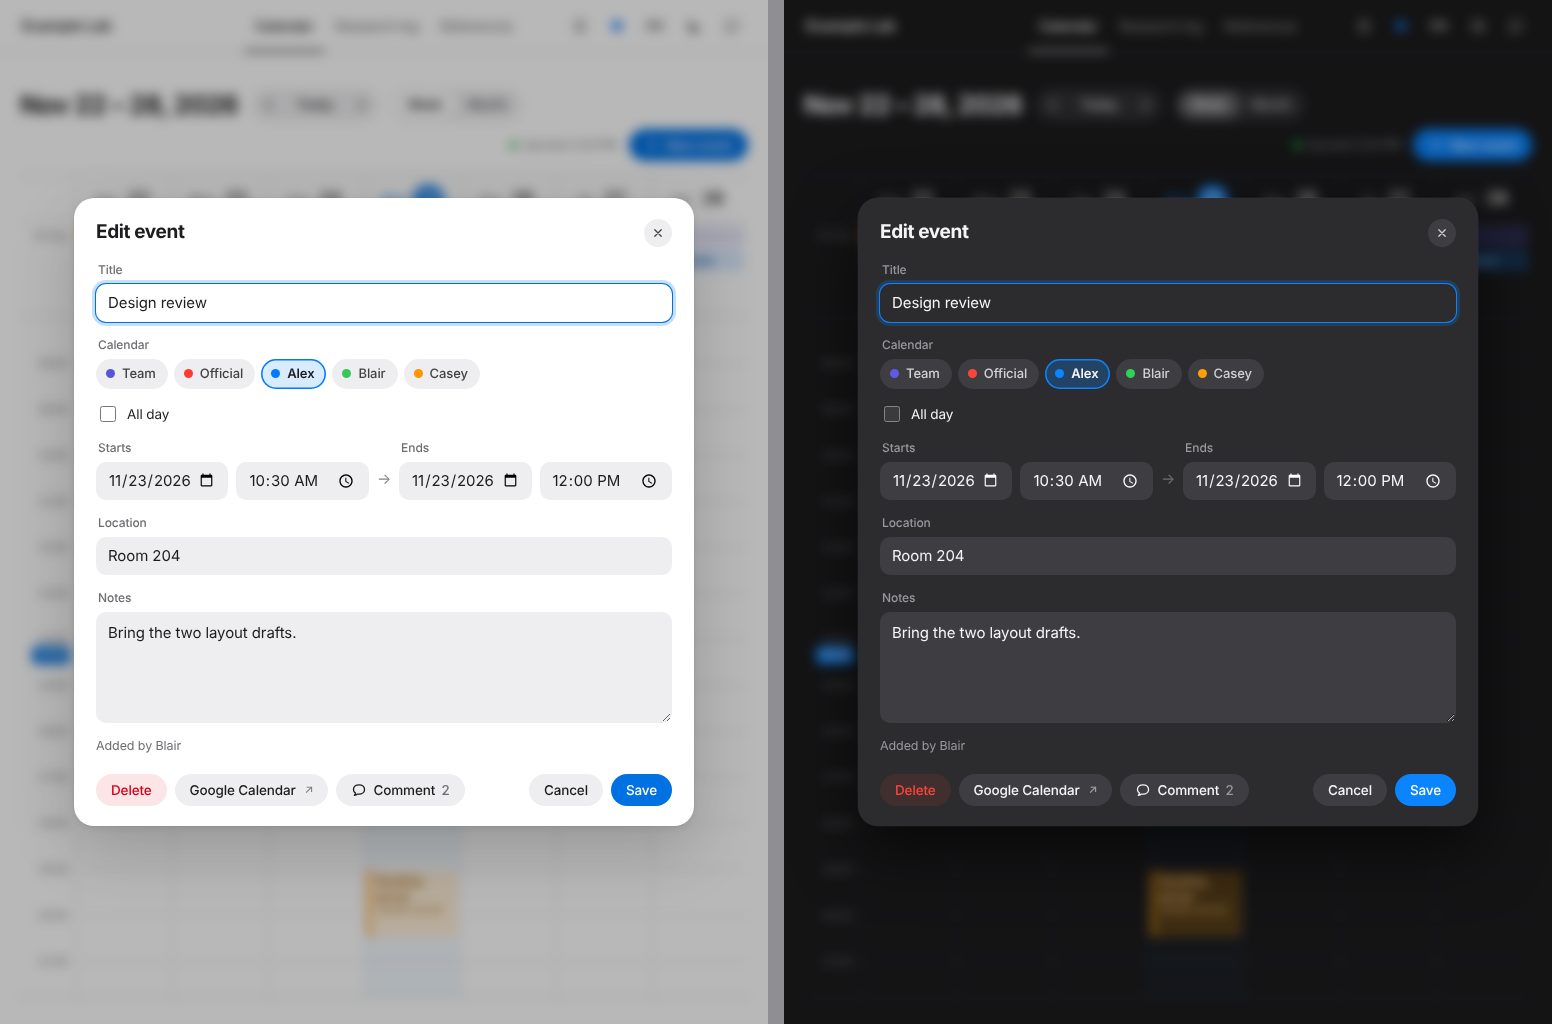 Edit event
Title
Design review
Calendar
Team Official Alex Blair Casey
All day
Starts Ends
11/23/2026 10:30 AM → 11/23/2026 12:00 PM
Location
Room 204
Notes
Bring the two layout drafts.
Added by Blair
Delete Google Calendar ↗ Comment 2 Cancel Save
Edit event
Title
Design review
Calendar
Team Official Alex Blair Casey
All day
Starts Ends
11/23/2026 10:30 AM → 11/23/2026 12:00 PM
Location
Room 204
Notes
Bring the two layout drafts.
Added by Blair
Delete Google Calendar ↗ Comment 2 Cancel Save